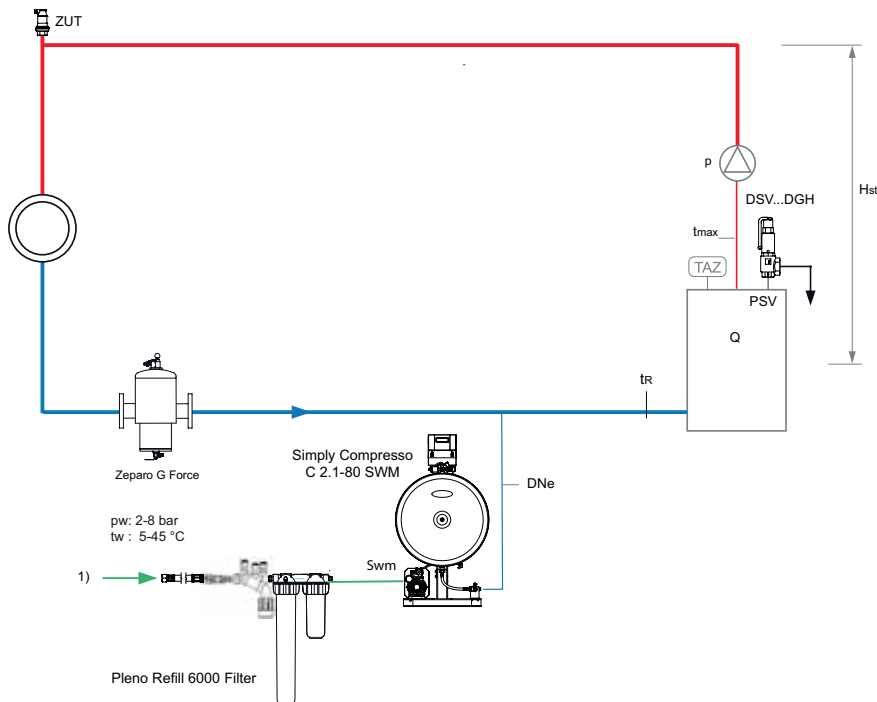 ZUT
p
Hst
DSV...DGH
tmax
TAZ
PSV
Q
tR
Simply Compresso
C 2.1-80 SWM
Zeparo G Force
DNe
pw: 2-8 bar
tw : 5-45 °C
Swm
1)
Pleno Refill 6000 Filter